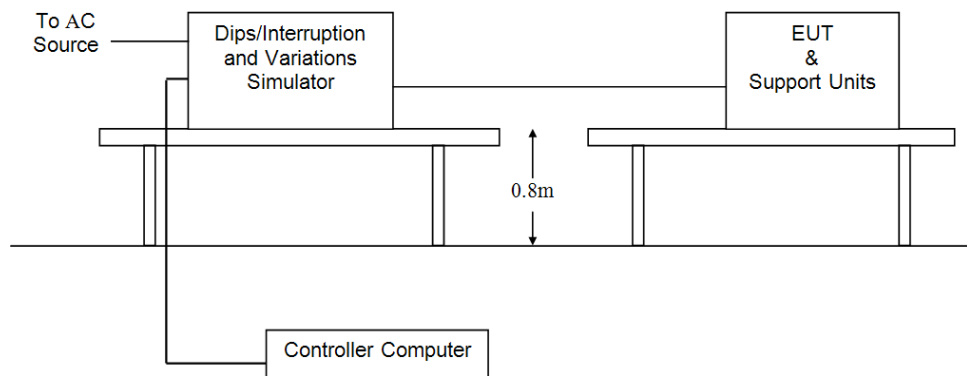 To AC
Source
Dips/Interruption
and Variations
Simulator
EUT
&
Support Units
0.8m
Controller Computer